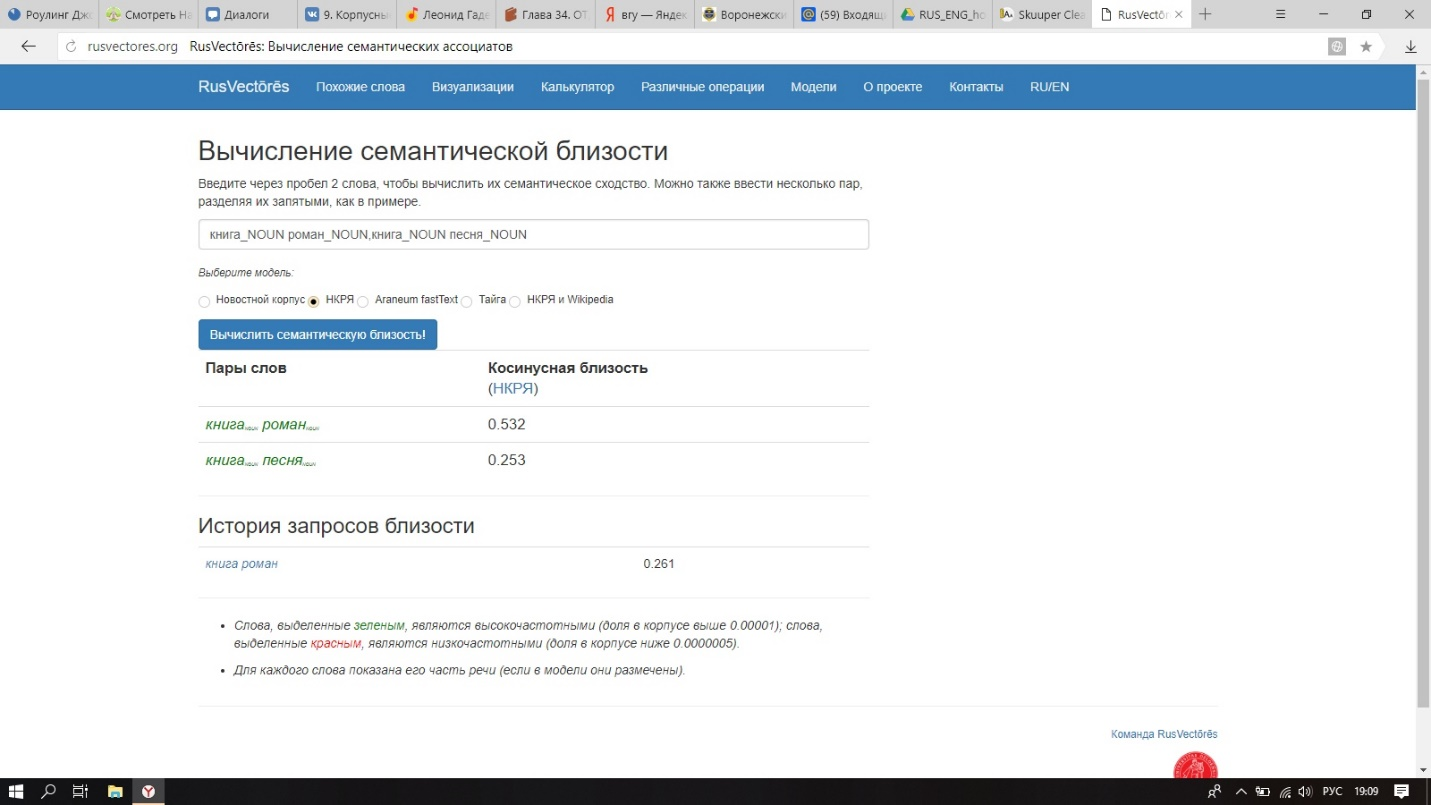 Роулинг Джо
Смотреть На
Диалоги
9. Корпусны
Леонид Гаде
Глава 34. ОТ
вгу — Яндек
Воронежски
(59) Входящ
RUS_ENG_ho
Skuuper Clea
RusVectōr
rusvectores.org RusVectōrēs: Вычисление семантических ассоциатов
RusVectōrēs Похожие слова Визуализации Калькулятор Различные операции Модели О проекте Контакты RU/EN
Вычисление семантической близости
Введите через пробел 2 слова, чтобы вычислить их семантическое сходство. Можно также ввести несколько пар,
разделяя их запятыми, как в примере.
книга_NOUN роман_NOUN,книга_NOUN песня_NOUN
Выберите модель:
Новостной корпус НКРЯ Araneum fastText Тайга НКРЯ и Wikipedia
Вычислить семантическую близость!
Пары слов Косинусная близость
(НКРЯ)
книга NOUN роман NOUN 0.532
книга NOUN песня NOUN 0.253
История запросов близости
книга роман 0.261
• Слова, выделенные зеленым, являются высокочастотными (доля в корпусе выше 0.00001); слова,
выделенные красным, являются низкочастотными (доля в корпусе ниже 0.0000005).
• Для каждого слова показана его часть речи (если в модели они размечены).
Команда RusVectōrēs
РУС 19:09